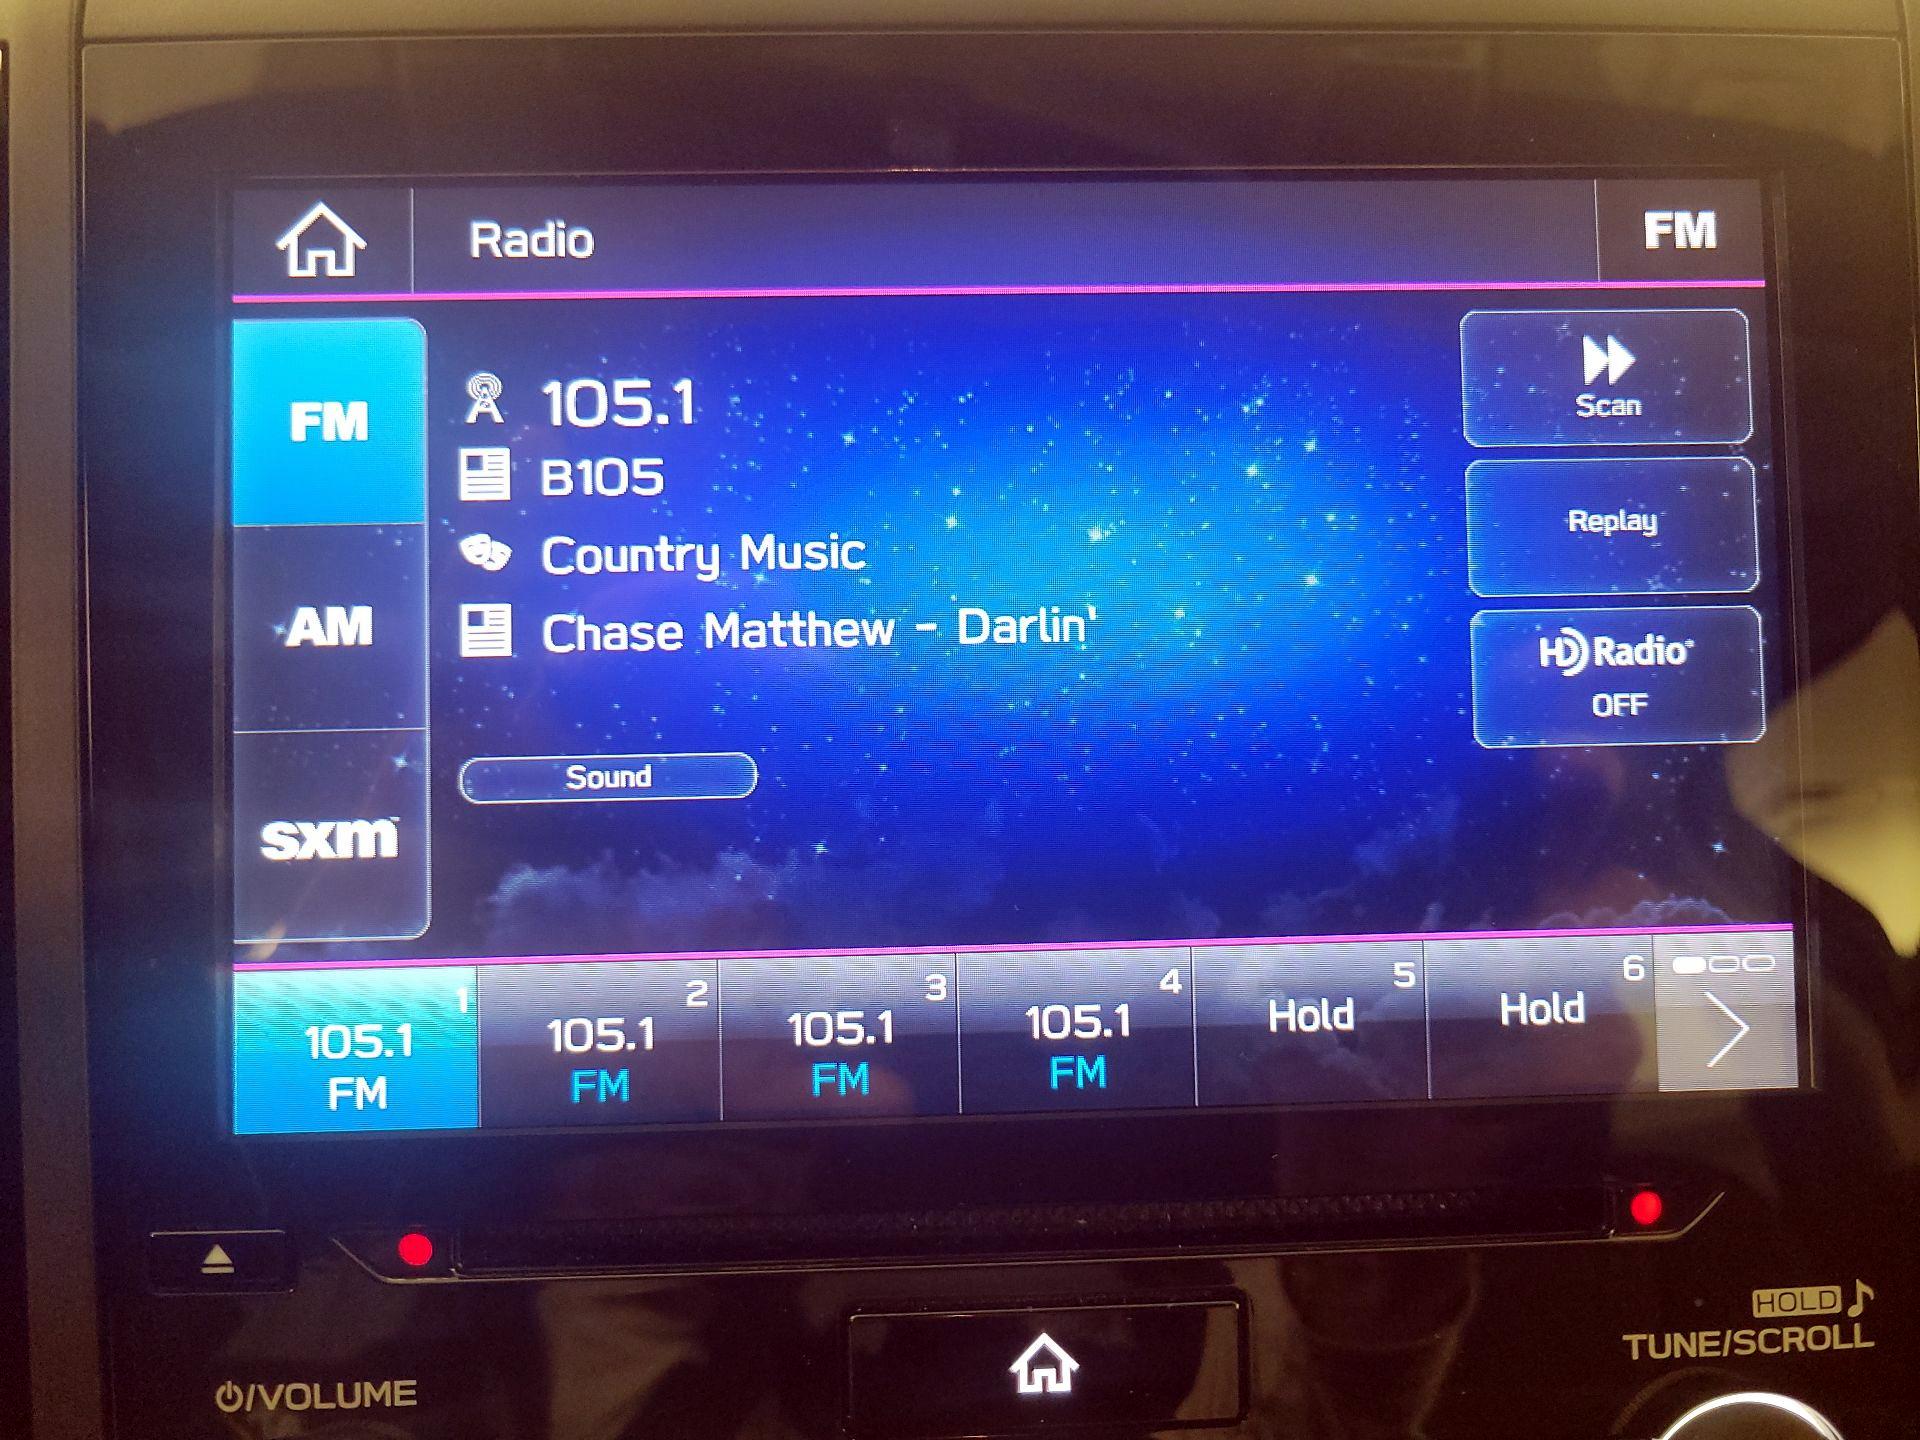 Radio
FM
FM
105.1
B105
Country Music
Chase Matthew - Darlin'
Scan
Replay
HD Radio
OFF
AM
sxm
Sound
1
105.1
FM
2
105.1
FM
3
105.1
FM
4
105.1
FM
5
Hold
6
Hold
HOLD
TUNE/SCROLL
/VOLUME